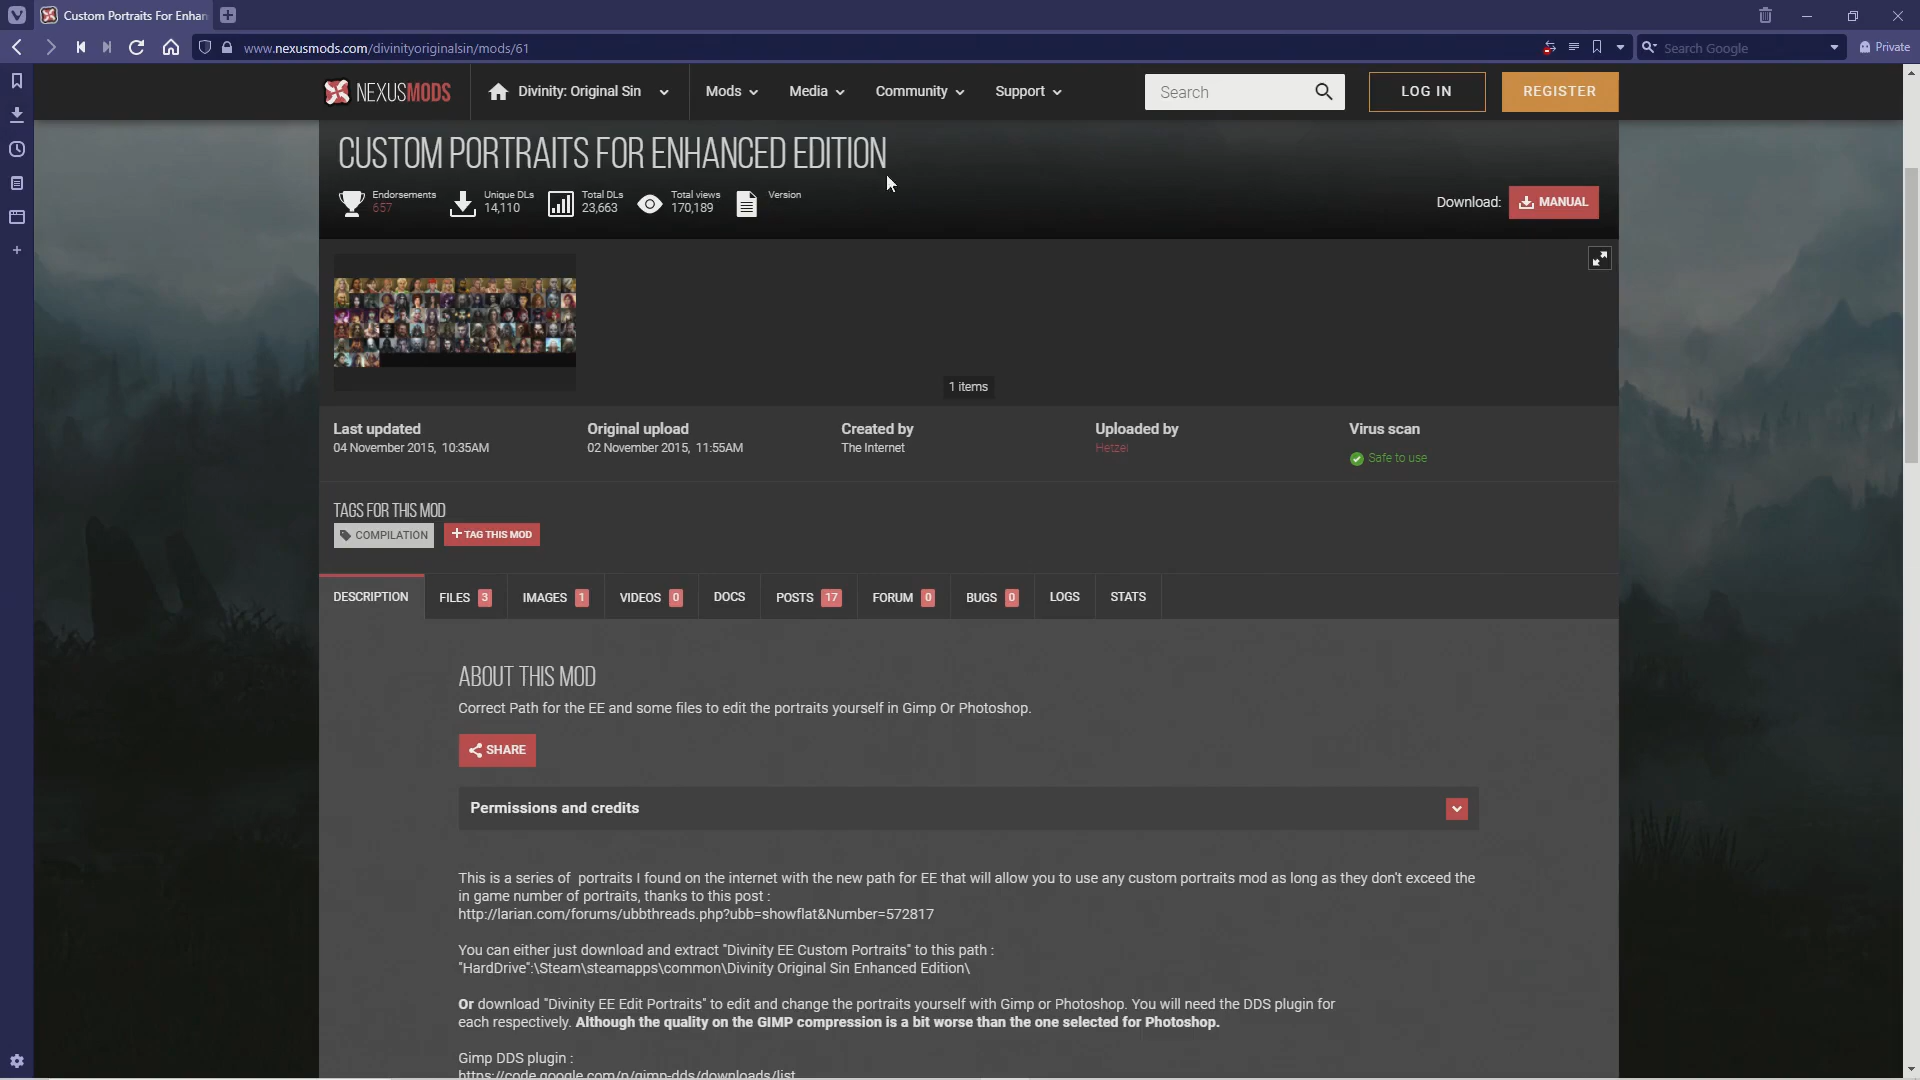 Custom Portraits For Enhan
www.nexusmods.com/divinityoriginalsin/mods/61
Search Google
Private
NEXUSMODS
Divinity: Original Sin
Mods
Media
Community
Support
Search
LOG IN
REGISTER
CUSTOM PORTRAITS FOR ENHANCED EDITION
Endorsements
657
Unique DLs
14,110
Total DLs
23,663
Total views
170,189
Version
Download:
MANUAL
1 items
Last updated
04 November 2015, 10:35AM
Original upload
02 November 2015, 11:55AM
Created by
The Internet
Uploaded by
Hetzel
Virus scan
Safe to use
TAGS FOR THIS MOD
COMPILATION
+ TAG THIS MOD
DESCRIPTION
FILES 3
IMAGES 1
VIDEOS 0
DOCS
POSTS 17
FORUM 0
BUGS 0
LOGS
STATS
ABOUT THIS MOD
Correct Path for the EE and some files to edit the portraits yourself in Gimp Or Photoshop.
SHARE
Permissions and credits
This is a series of portraits I found on the internet with the new path for EE that will allow you to use any custom portraits mod as long as they don't exceed the
in game number of portraits, thanks to this post :
http://larian.com/forums/ubbthreads.php?ubb=showflat&Number=572817
You can either just download and extract "Divinity EE Custom Portraits" to this path :
"HardDrive":\Steam\steamapps\common\Divinity Original Sin Enhanced Edition\
Or download "Divinity EE Edit Portraits" to edit and change the portraits yourself with Gimp or Photoshop. You will need the DDS plugin for
each respectively. Although the quality on the GIMP compression is a bit worse than the one selected for Photoshop.
Gimp DDS plugin :
https://code.google.com/p/gimp-dds/downloads/list